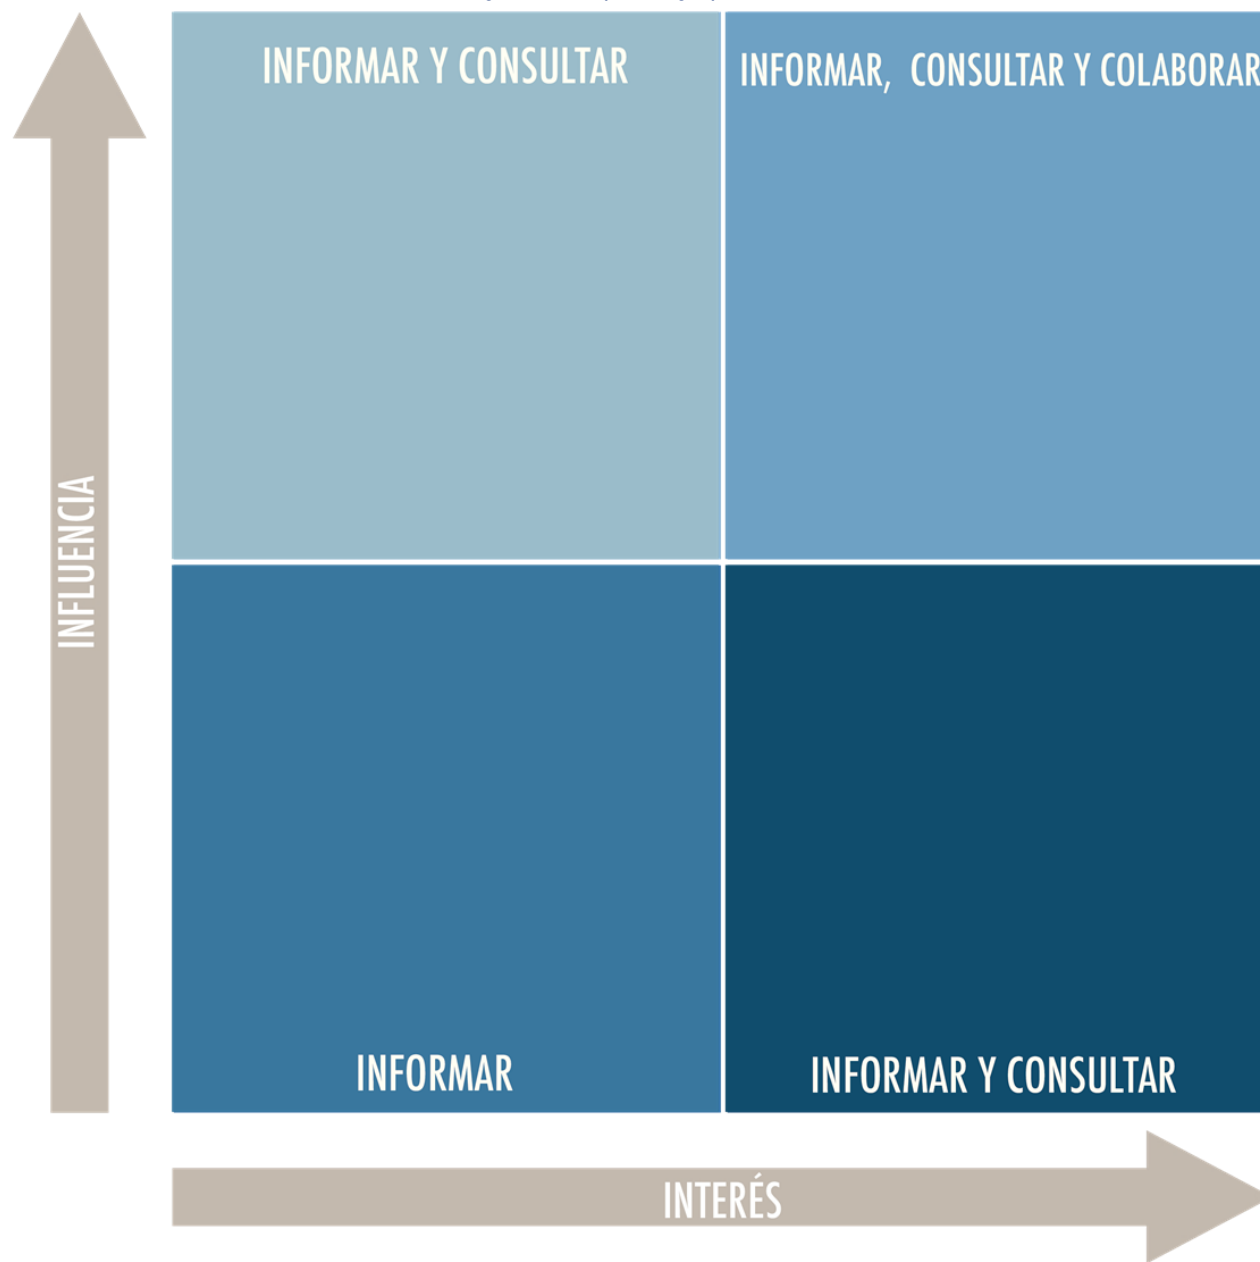 INFORMAR Y CONSULTAR
INFORMAR, CONSULTAR Y COLABORAR
INFLUENCIA
INFORMAR
INFORMAR Y CONSULTAR
INTERÉS